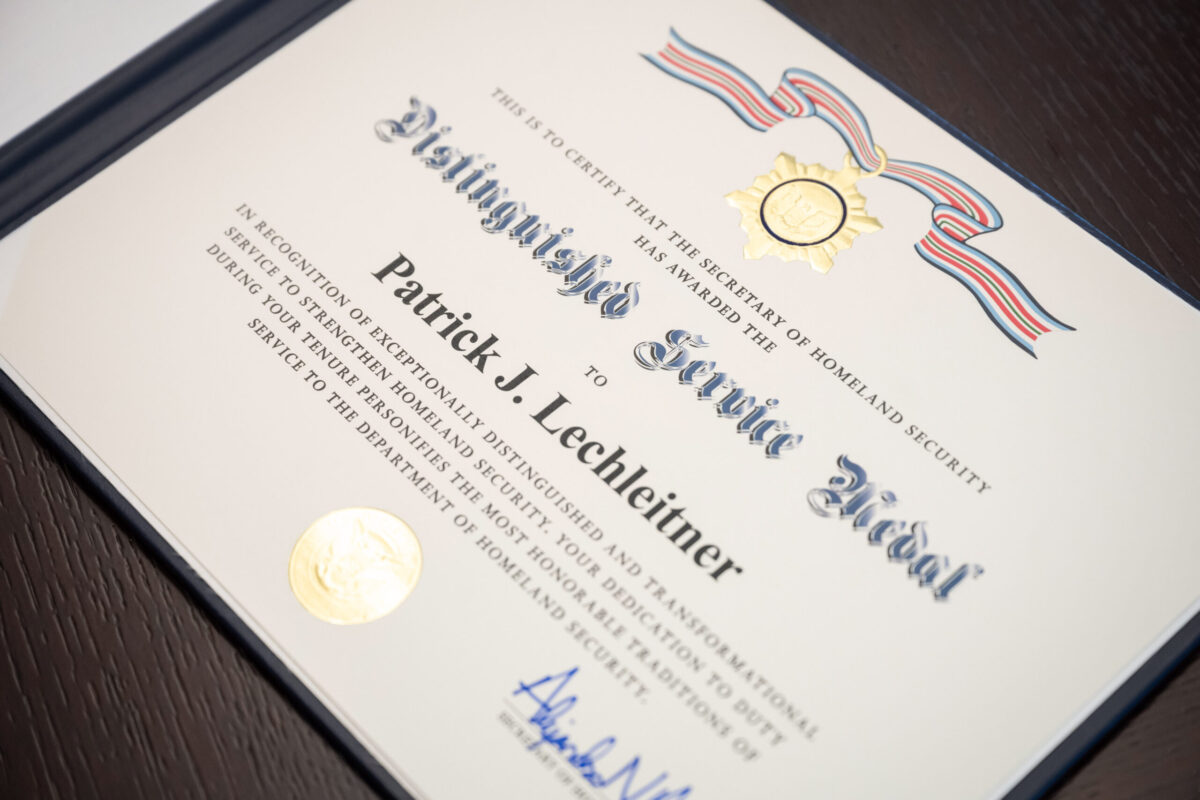 THIS IS TO CERTIFY THAT THE SECRETARY OF HOMELAND SECURITY
HAS AWARDED THE
Distinguished Service Medal
TO
Patrick J. Lechleitner
IN RECOGNITION OF EXCEPTIONALLY DISTINGUISHED AND TRANSFORMATIONAL
SERVICE TO STRENGTHEN HOMELAND SECURITY. YOUR DEDICATION TO DUTY
DURING YOUR TENURE PERSONIFIES THE MOST HONORABLE TRADITIONS OF
SERVICE TO THE DEPARTMENT OF HOMELAND SECURITY.
SECRETARY OF